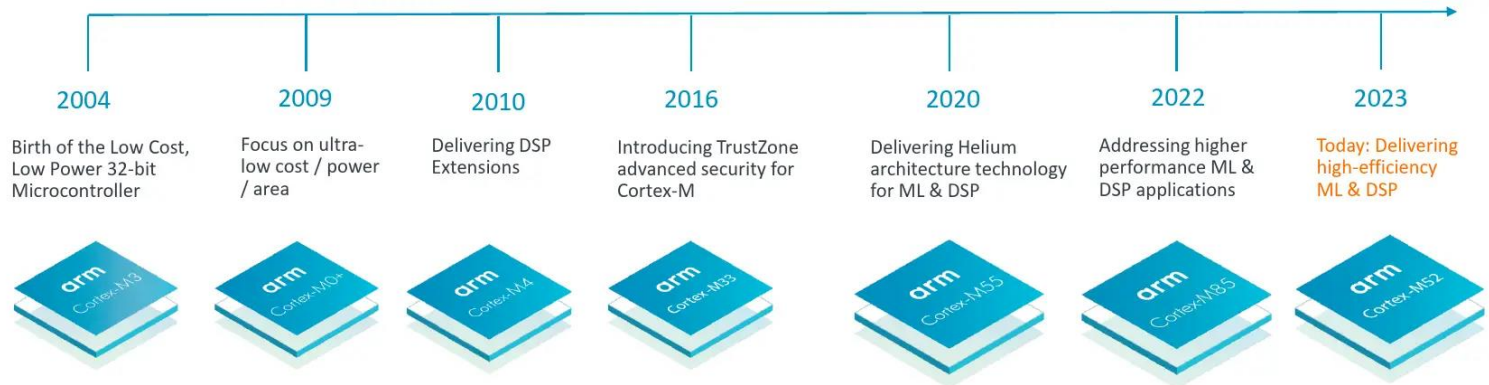 2004
Birth of the Low Cost,
Low Power 32-bit
Microcontroller
arm
Cortex-M3
2009
Focus on ultra-
low cost / power
/ area
arm
Cortex-M0+
2010
Delivering DSP
Extensions
arm
Cortex-M4
2016
Introducing TrustZone
advanced security for
Cortex-M
arm
Cortex-M33
2020
Delivering Helium
architecture technology
for ML & DSP
arm
Cortex-M55
2022
Addressing higher
performance ML &
DSP applications
arm
Cortex-M85
2023
Today: Delivering
high-efficiency
ML & DSP
arm
Cortex-M52